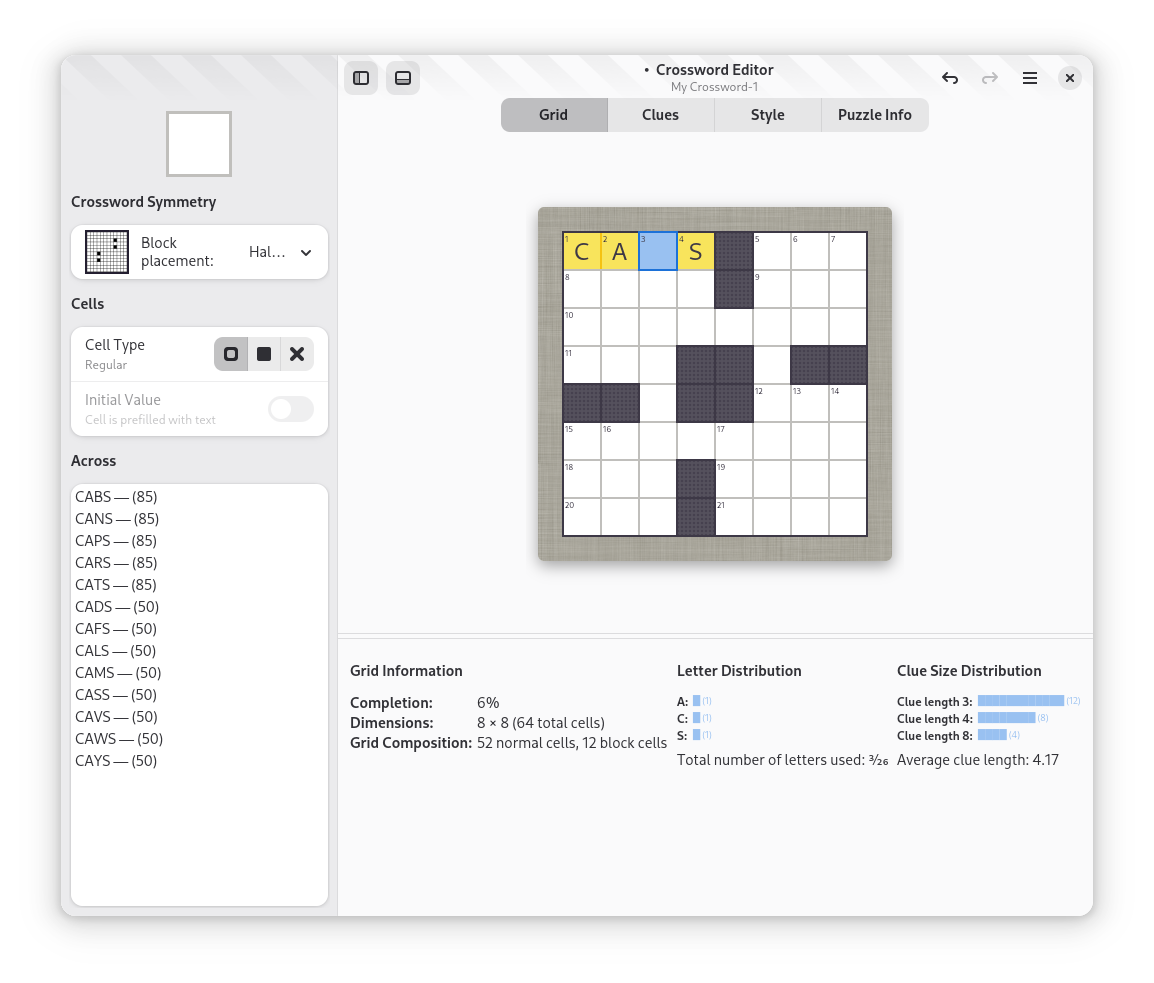 • Crossword Editor
My Crossword-1
Grid Clues Style Puzzle Info
Crossword Symmetry
Block placement: Hal...
Cells
Cell Type
Regular
Initial Value
Cell is prefilled with text
Across
CABS — (85)
CANS — (85)
CAPS — (85)
CARS — (85)
CATS — (85)
CADS — (50)
CAFS — (50)
CALS — (50)
CAMS — (50)
CASS — (50)
CAVS — (50)
CAWS — (50)
CAYS — (50)
1 2 3 4 5 6 7
C A S
8 9
10
11
12 13 14
15 16 17
18 19
20 21
Grid Information
Completion: 6%
Dimensions: 8 × 8 (64 total cells)
Grid Composition: 52 normal cells, 12 block cells
Letter Distribution
A: (1)
C: (1)
S: (1)
Total number of letters used: ³⁄₂₆
Clue Size Distribution
Clue length 3: (12)
Clue length 4: (8)
Clue length 8: (4)
Average clue length: 4.17